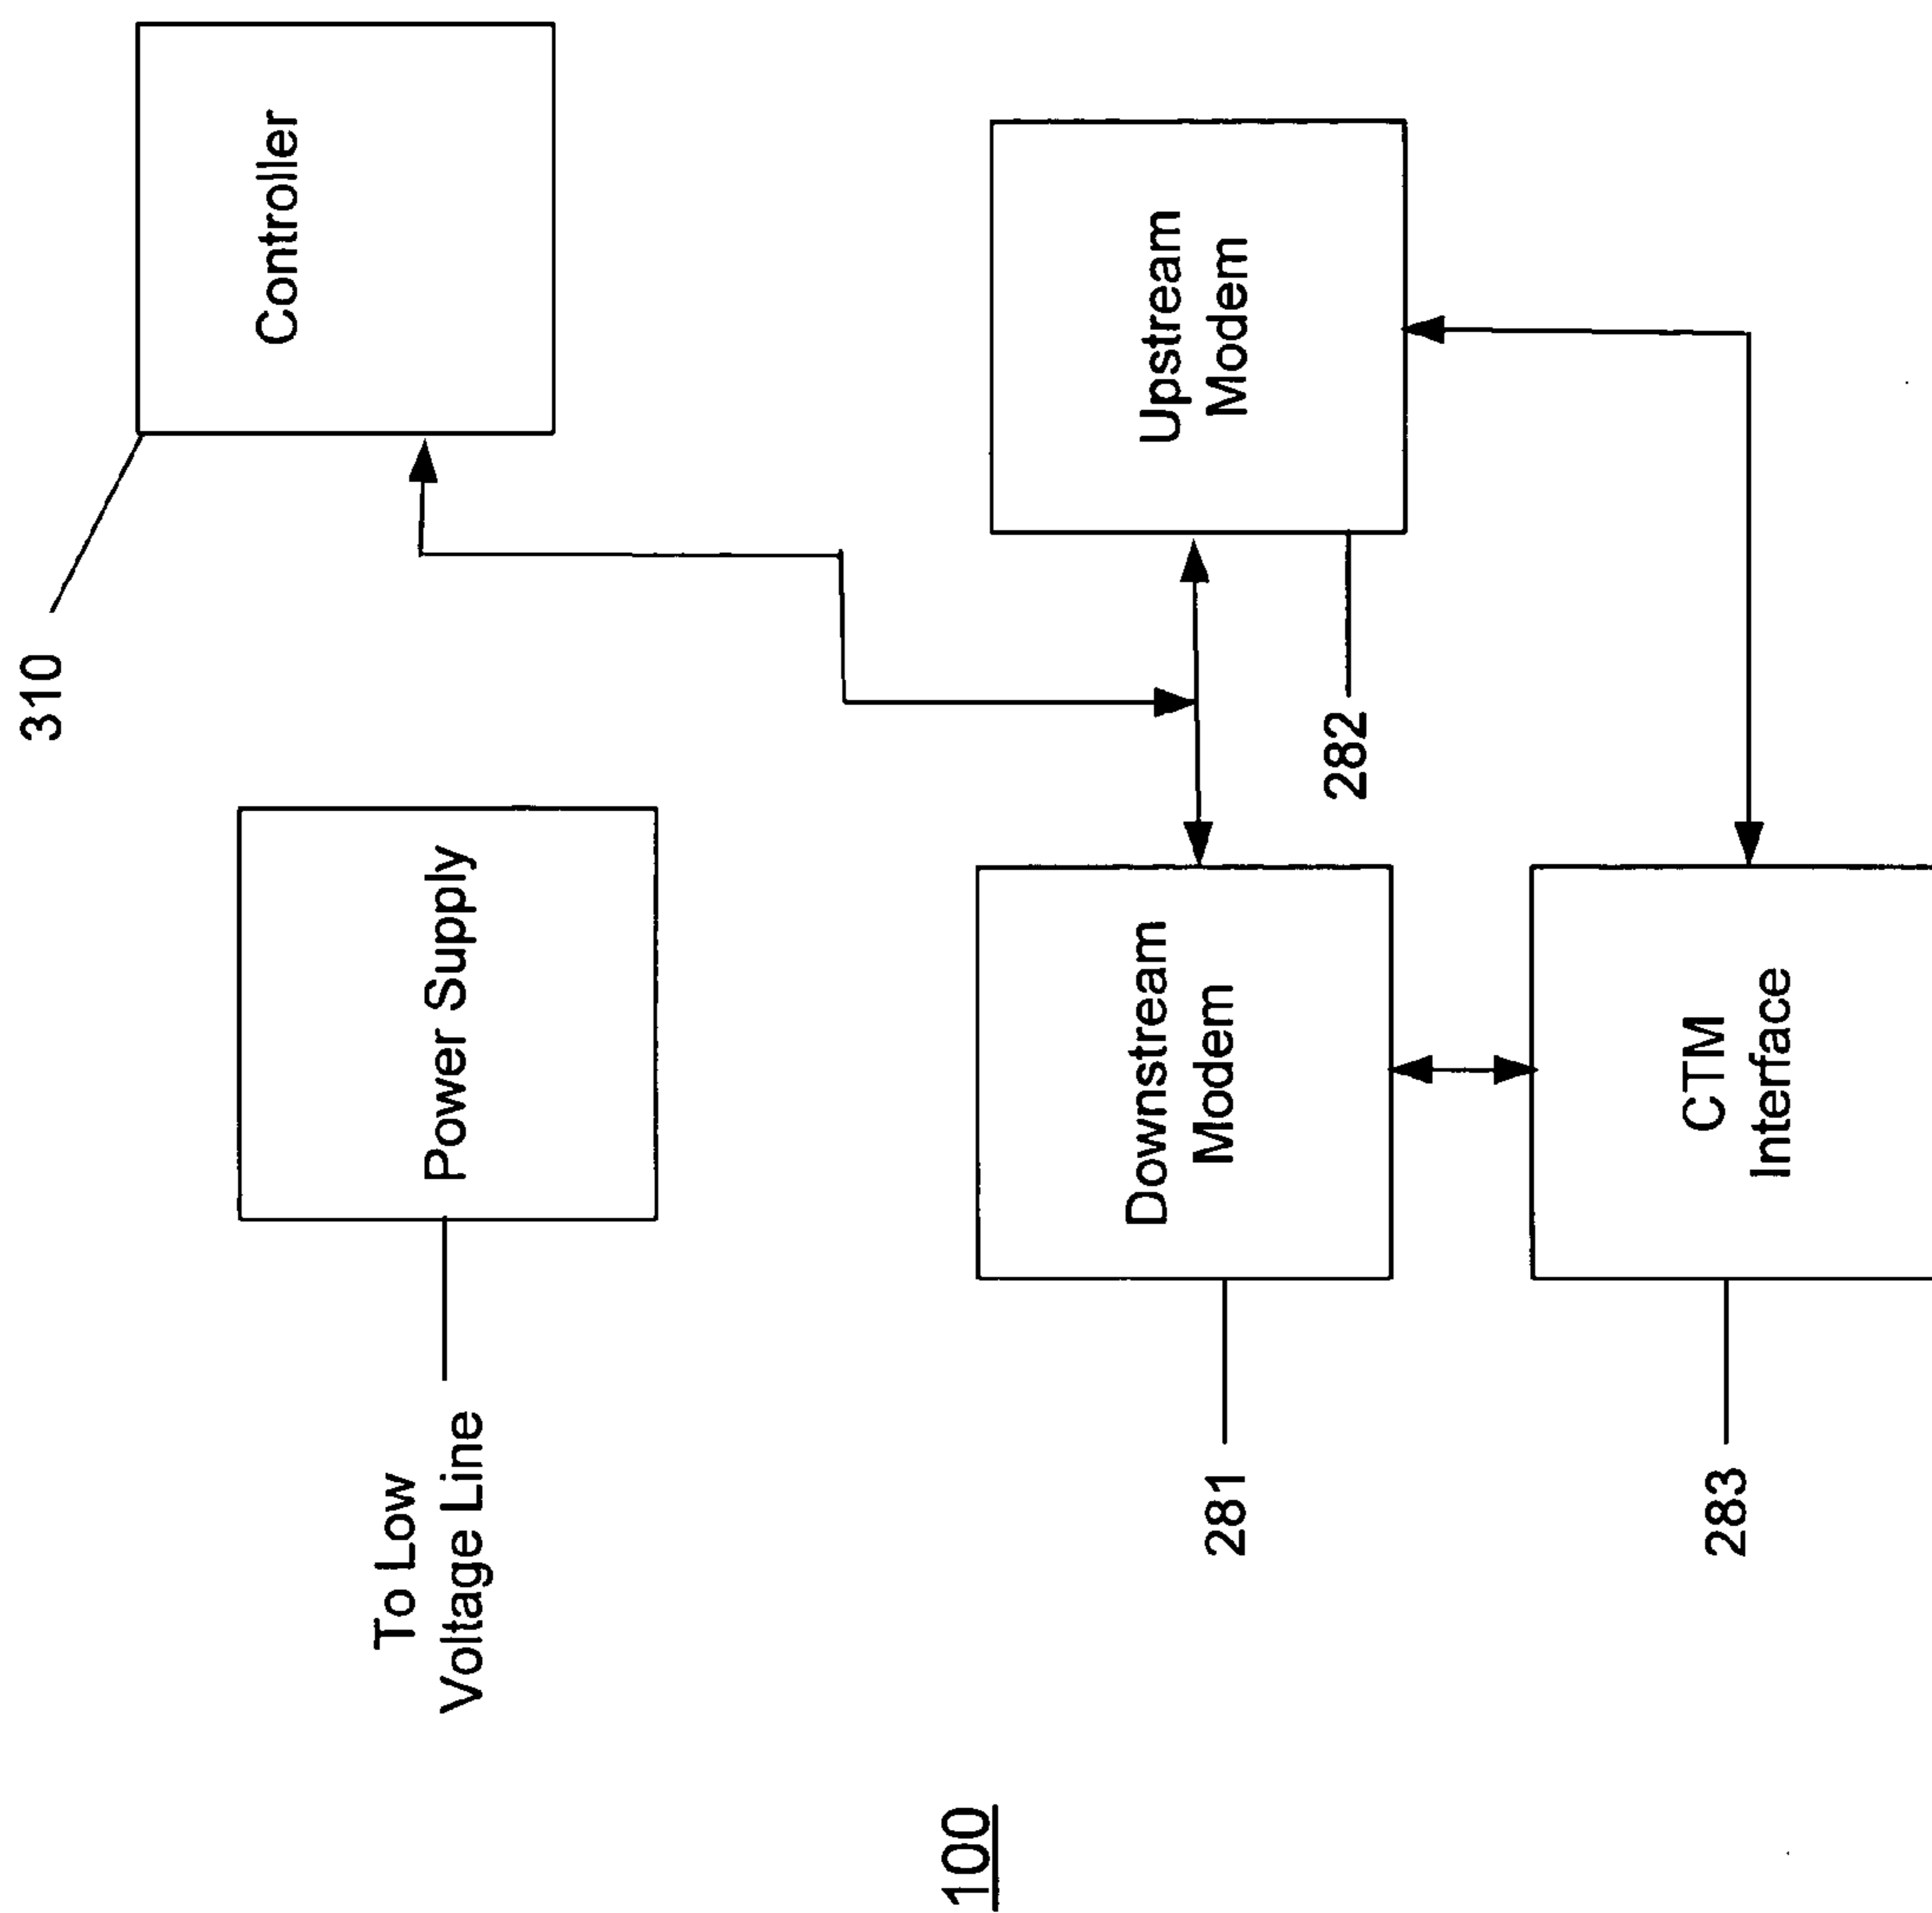 310
Controller
To Low
Voltage Line
Power Supply
100
281
Downstream
Modem
282
Upstream
Modem
283
CTM
Interface